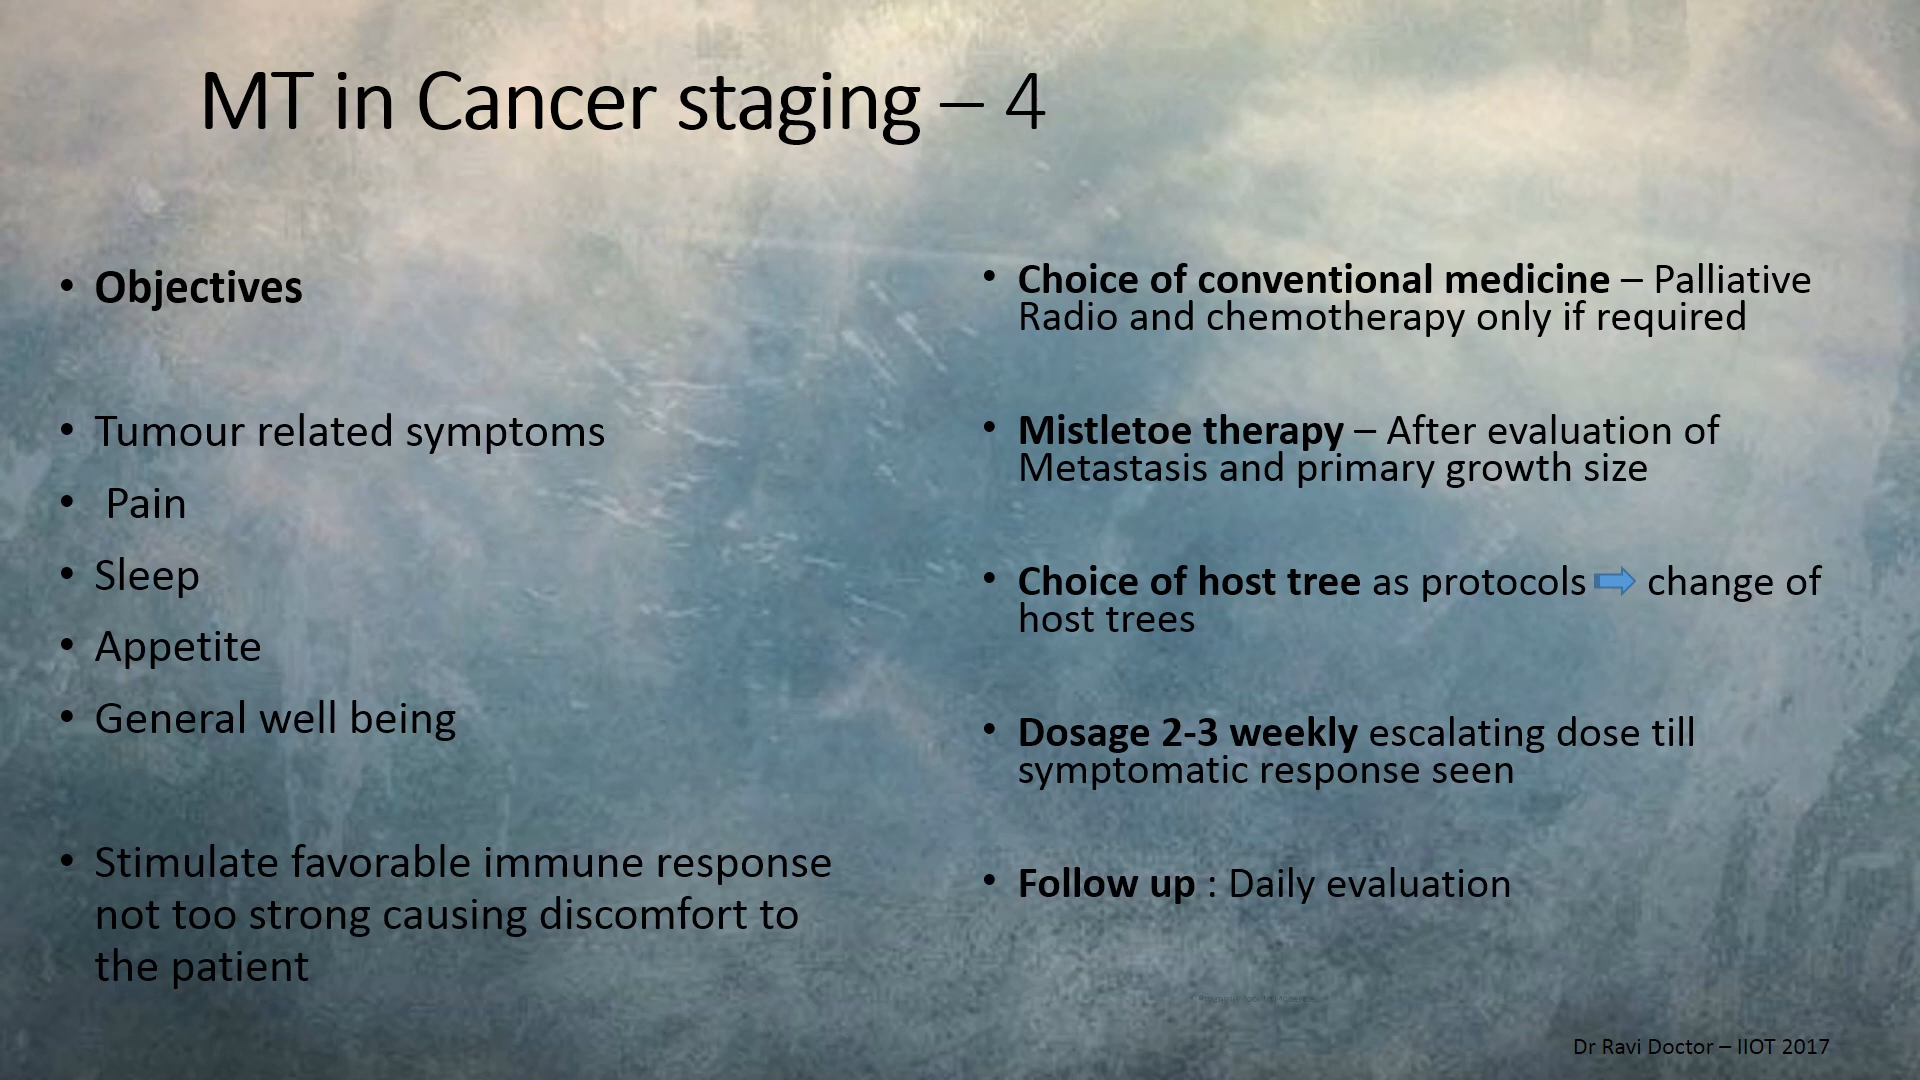 MT in Cancer staging – 4
• Objectives
• Tumour related symptoms
• Pain
• Sleep
• Appetite
• General well being
• Stimulate favorable immune response
not too strong causing discomfort to
the patient
• Choice of conventional medicine – Palliative
Radio and chemotherapy only if required
• Mistletoe therapy – After evaluation of
Metastasis and primary growth size
• Choice of host tree as protocols ➡ change of
host trees
• Dosage 2-3 weekly escalating dose till
symptomatic response seen
• Follow up : Daily evaluation
Dr Ravi Doctor – IIOT 2017